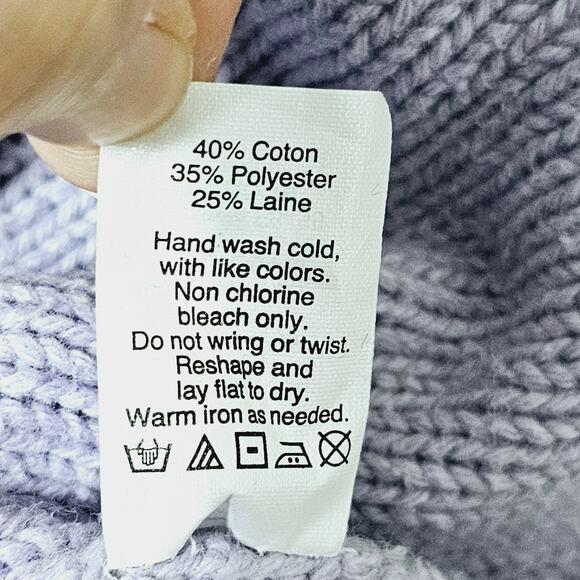 40% Coton
35% Polyester
25% Laine
Hand wash cold,
with like colors.
Non chlorine
bleach only.
Do not wring or twist.
Reshape and
lay flat to dry.
Warm iron as needed.